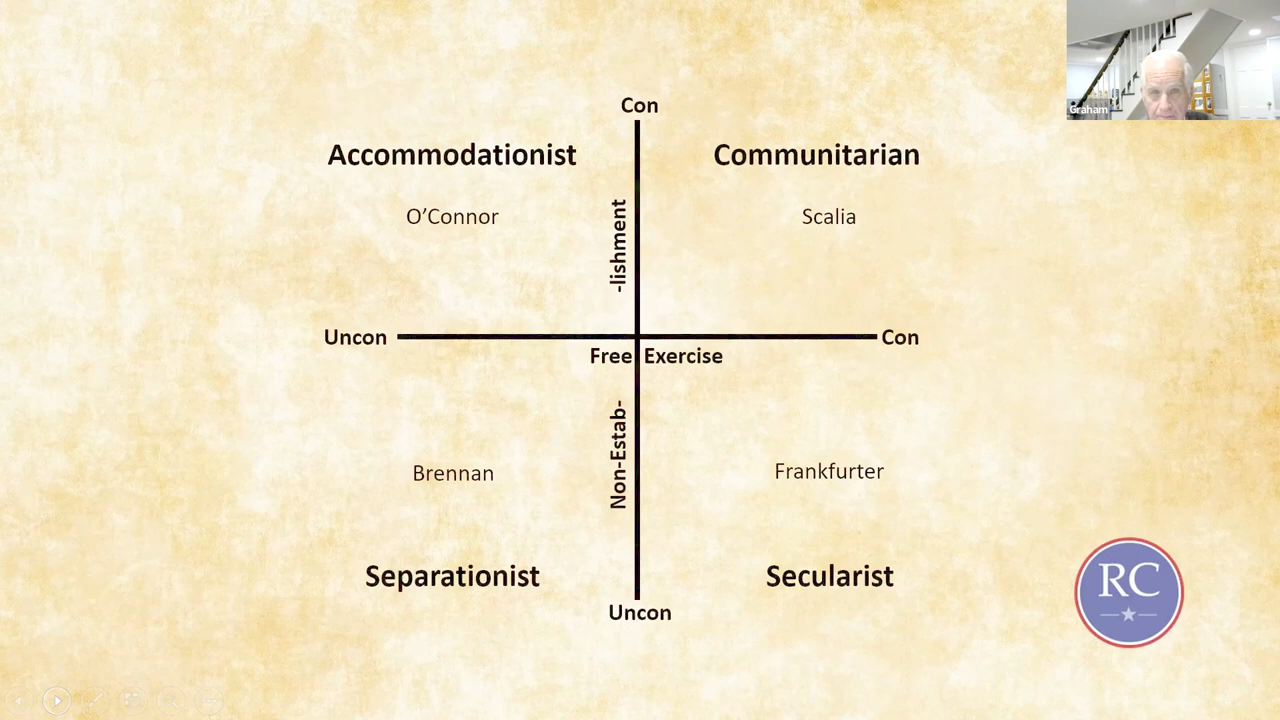 Graham
Con
Accommodationist
Communitarian
O’Connor
Scalia
-lishment
Uncon
Con
Free Exercise
Non-Estab-
Brennan
Frankfurter
Separationist
Secularist
Uncon
RC